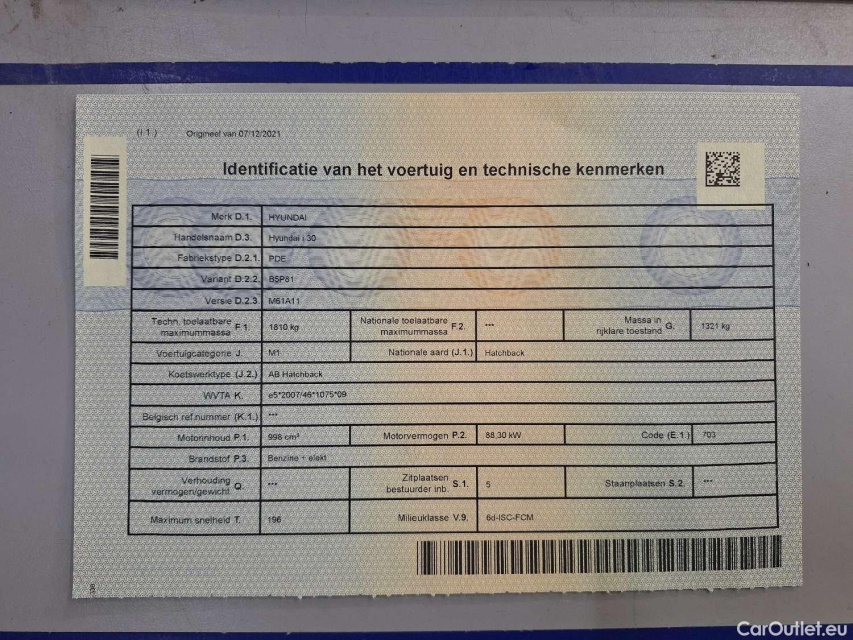 (I.1) Origineel van 07/12/2021
Identificatie van het voertuig en technische kenmerken
Merk D.1. HYUNDAI
Handelsnaam D.3. Hyundai i 30
Fabriekstype D.2.1. PDE
Variant D.2.2. B5P81
Versie D.2.3. M61A11
Techn. toelaatbare maximummassa F.1. 1810 kg Nationale toelaatbare maximummassa F.2. --- Massa in rijklare toestand G. 1321 kg
Voertuigcategorie J. M1 Nationale aard (J.1.) Hatchback
Koetswerktype (J.2.) AB Hatchback
WVTA K. e5*2007/46*1075*09
Belgisch ref.nummer (K.1.) ---
Motorinhoud P.1. 998 cm³ Motorvermogen P.2. 88,30 kW Code (E.1.) 703
Brandstof P.3. Benzine + elekt
Verhouding vermogen/gewicht Q. --- Zitplaatsen bestuurder inb. S.1. 5 Staanplaatsen S.2. ---
Maximum snelheid T. 196 Milieuklasse V.9. 6d-ISC-FCM
CarOutlet.eu